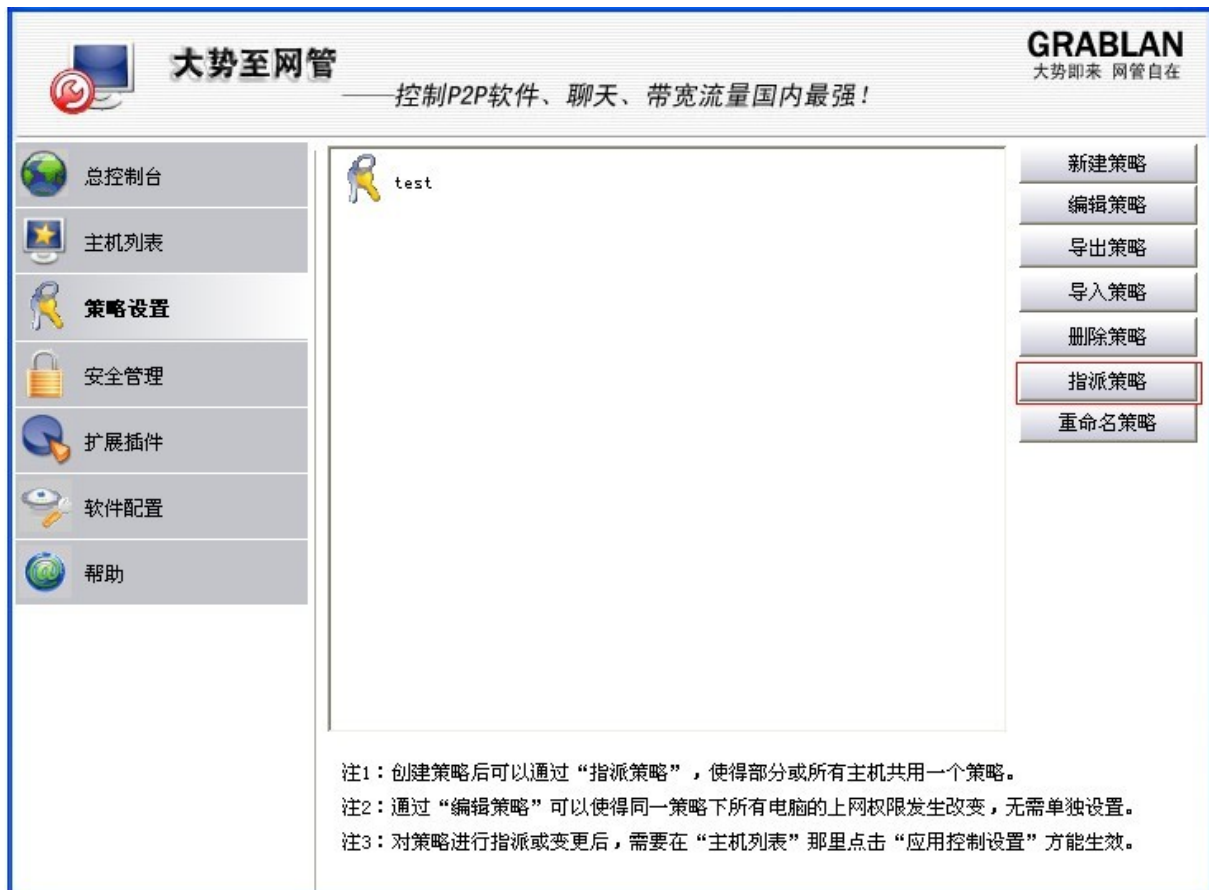 大势至网管
——控制P2P软件、聊天、带宽流量国内最强!
GRABLAN
大势即来 网管自在
总控制台
主机列表
策略设置
安全管理
扩展插件
软件配置
帮助
test
新建策略
编辑策略
导出策略
导入策略
删除策略
指派策略
重命名策略
注1：创建策略后可以通过“指派策略”，使得部分或所有主机共用一个策略。
注2：通过“编辑策略”可以使得同一策略下所有电脑的上网权限发生改变，无需单独设置。
注3：对策略进行指派或变更后，需要在“主机列表”那里点击“应用控制设置”方能生效。